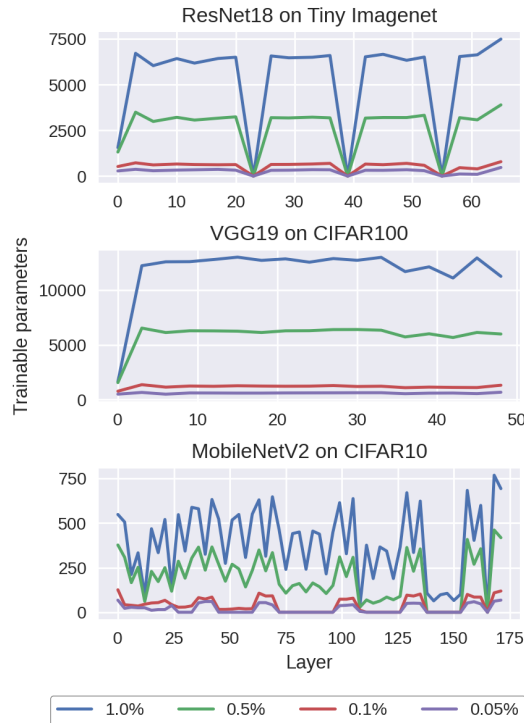 ResNet18 on Tiny Imagenet
7500
5000
2500
0
0 10 20 30 40 50 60
VGG19 on CIFAR100
10000
5000
0
0 10 20 30 40 50
Trainable parameters
MobileNetV2 on CIFAR10
750
500
250
0
0 25 50 75 100 125 150 175
Layer
1.0% 0.5% 0.1% 0.05%